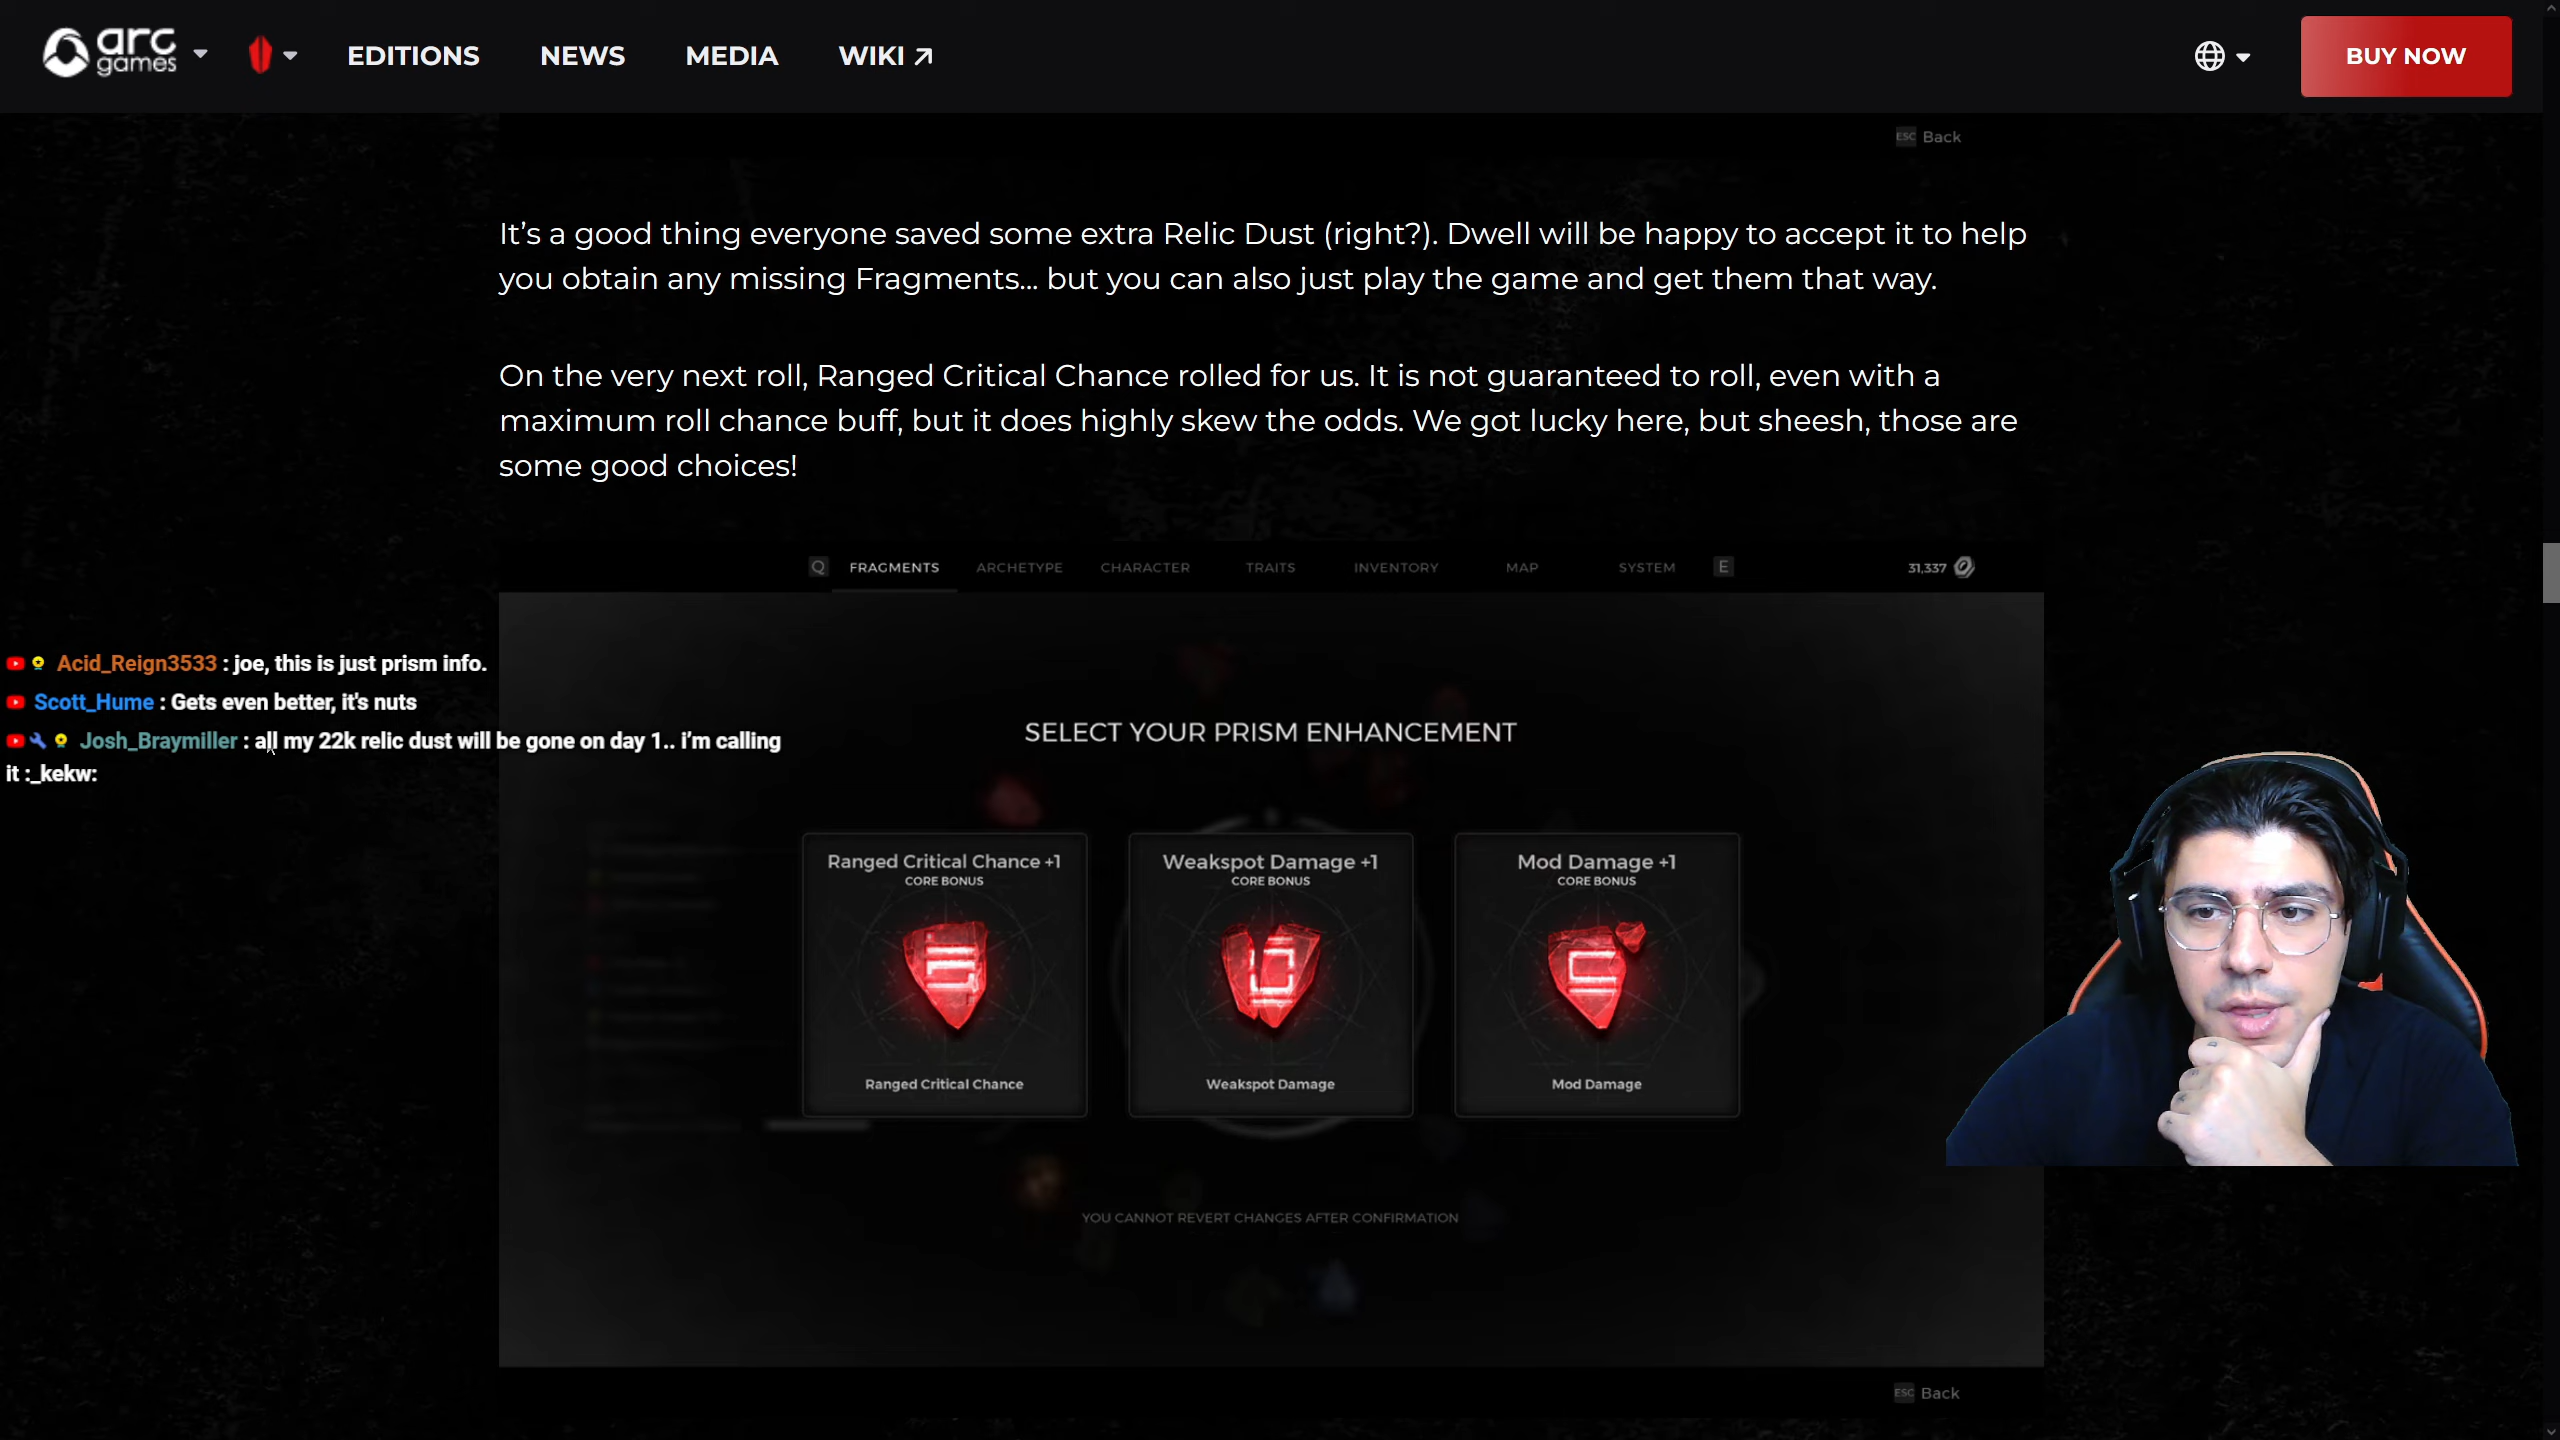 arc games
EDITIONS
NEWS
MEDIA
WIKI
BUY NOW
ESC Back
It’s a good thing everyone saved some extra Relic Dust (right?). Dwell will be happy to accept it to help
you obtain any missing Fragments... but you can also just play the game and get them that way.
On the very next roll, Ranged Critical Chance rolled for us. It is not guaranteed to roll, even with a
maximum roll chance buff, but it does highly skew the odds. We got lucky here, but sheesh, those are
some good choices!
Q
FRAGMENTS
ARCHETYPE
CHARACTER
TRAITS
INVENTORY
MAP
SYSTEM
E
31,337
Acid_Reign3533 : joe, this is just prism info.
Scott_Hume : Gets even better, it's nuts
Josh_Braymiller : all my 22k relic dust will be gone on day 1.. i’m calling
it :_kekw:
SELECT YOUR PRISM ENHANCEMENT
Ranged Critical Chance +1
CORE BONUS
Ranged Critical Chance
Weakspot Damage +1
CORE BONUS
Weakspot Damage
Mod Damage +1
CORE BONUS
Mod Damage
YOU CANNOT REVERT CHANGES AFTER CONFIRMATION
ESC Back